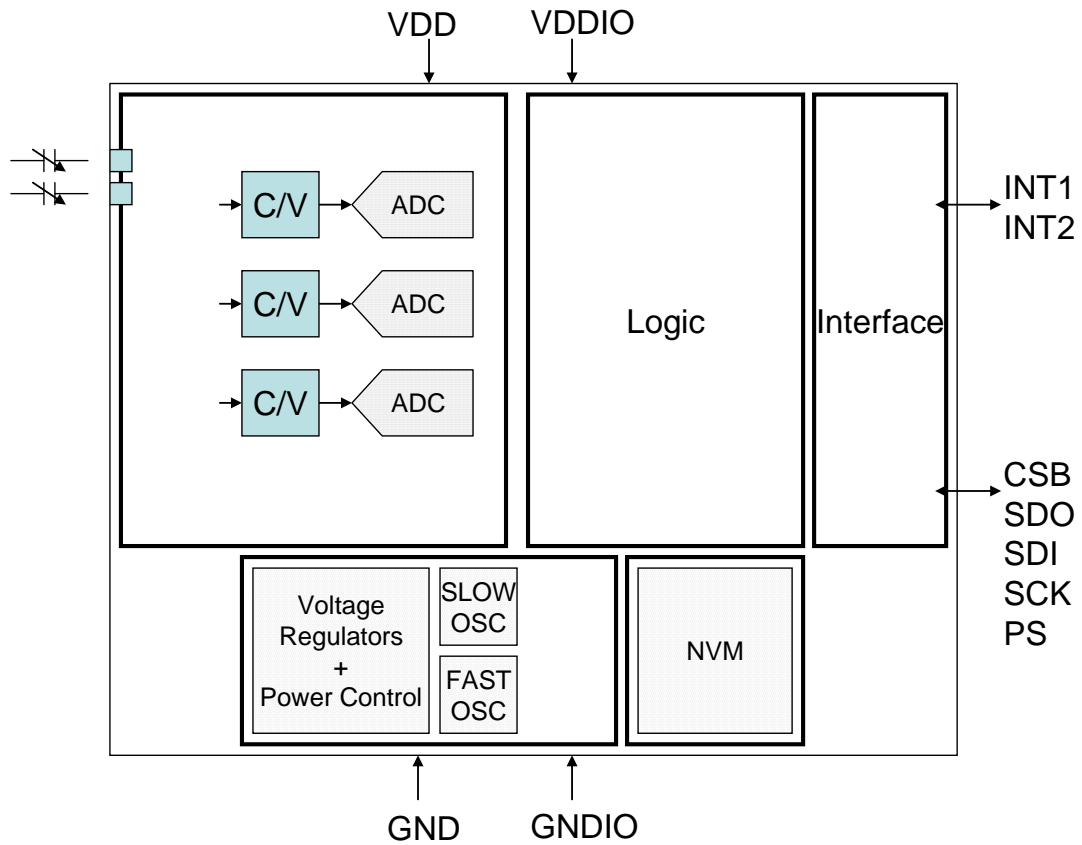 VDD
VDDIO
C/V
ADC
C/V
ADC
C/V
ADC
Logic
Interface
INT1
INT2
CSB
SDO
SDI
SCK
PS
Voltage
Regulators
+
Power Control
SLOW
OSC
FAST
OSC
NVM
GND
GNDIO